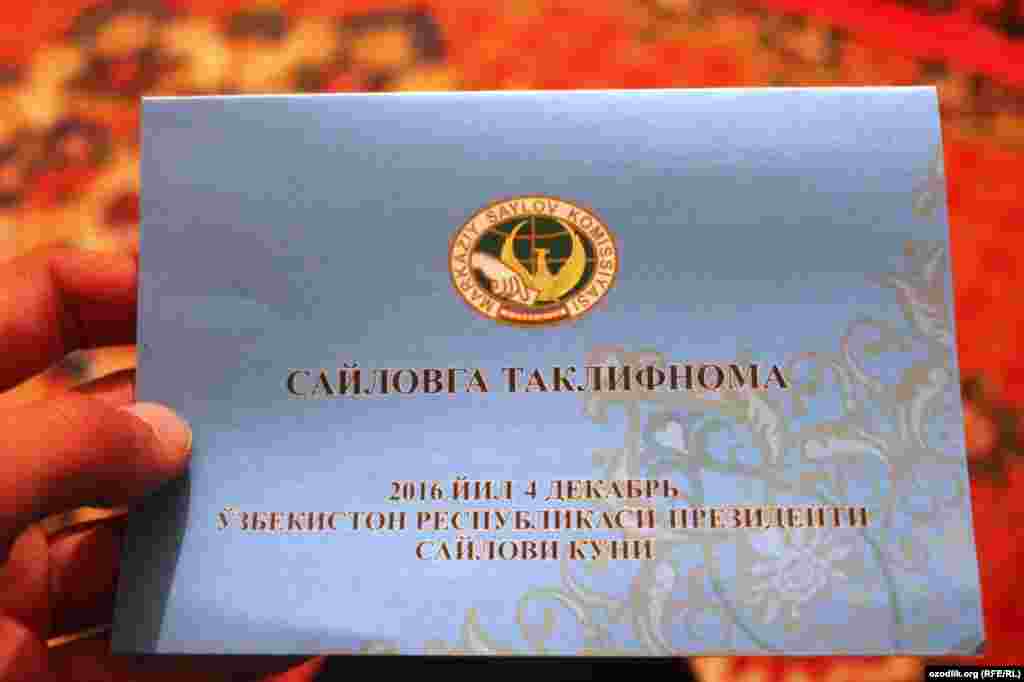 MARKAZIY SAYLOV KOMISSIYASI
САЙЛОВГА ТАКЛИФНОМА
2016 ЙИЛ 4 ДЕКАБРЬ
ЎЗБЕКИСТОН РЕСПУБЛИКАСИ ПРЕЗИДЕНТИ
САЙЛОВИ КУНИ
ozodlik.org (RFE/RL)